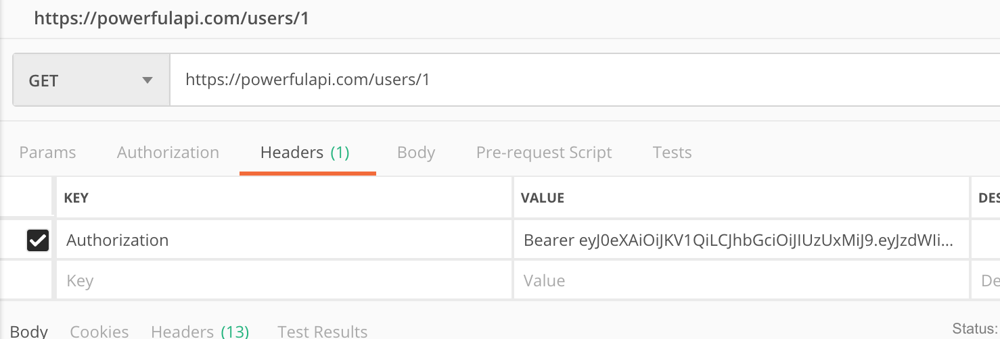 https://powerfulapi.com/users/1
GET https://powerfulapi.com/users/1
Params Authorization Headers (1) Body Pre-request Script Tests
KEY VALUE DES
Authorization Bearer eyJ0eXAiOiJKV1QiLCJhbGciOiJIUzUxMiJ9.eyJzdWIi...
Key Value De
Body Cookies Headers (13) Test Results Status: